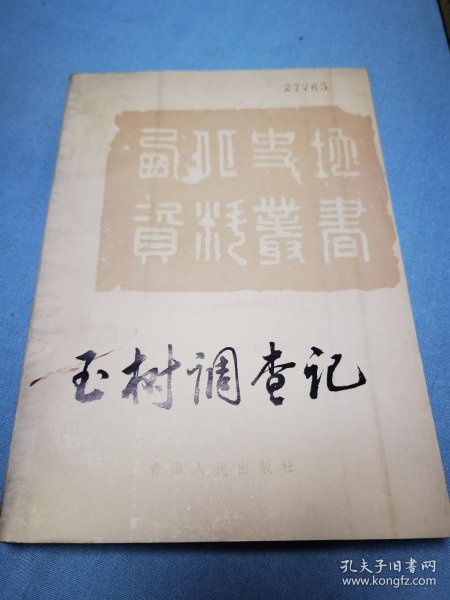 27765
西北史地
資料叢書
玉树调查记
青海人民出版社
孔夫子旧书网
www.kongfz.com